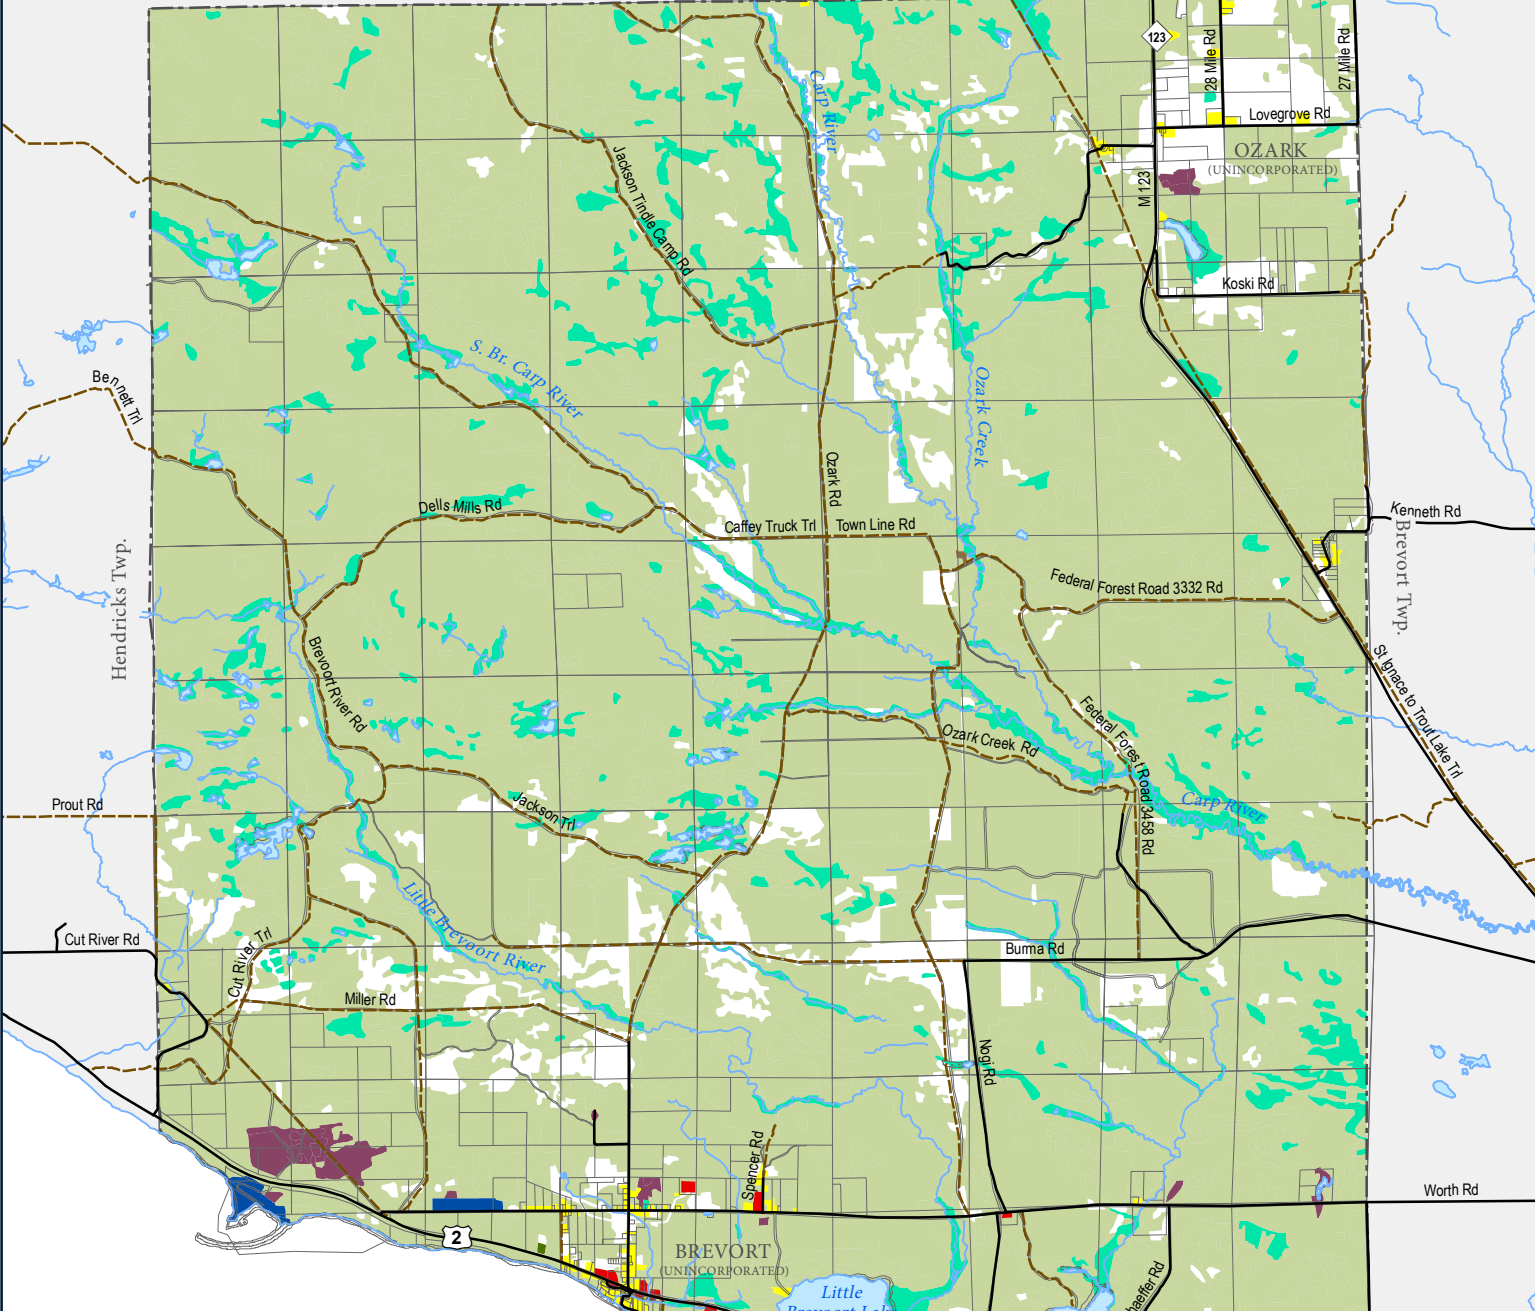 123
28 Mile Rd
27 Mile Rd
Carp River
Lovegrove Rd
OZARK
(UNINCORPORATED)
Jackson Tindle Camp Rd
M 123
Koski Rd
S. Br. Carp River
Bennett Trl
Ozark Creek
Ozark Rd
Dells Mills Rd
Caffey Truck Trl
Town Line Rd
Kenneth Rd
Brevort Twp.
Hendricks Twp.
Federal Forest Road 3332 Rd
Brevoort River Rd
St Ignace to Trout Lake Trl
Federal Forest Road 3458 Rd
Ozark Creek Rd
Carp River
Prout Rd
Jackson Trl
Little Brevoort River
Cut River Rd
Cut River Trl
Burma Rd
Miller Rd
Nogi Rd
Spencer Rd
Worth Rd
2
BREVORT
(UNINCORPORATED)
Little
Brevoort